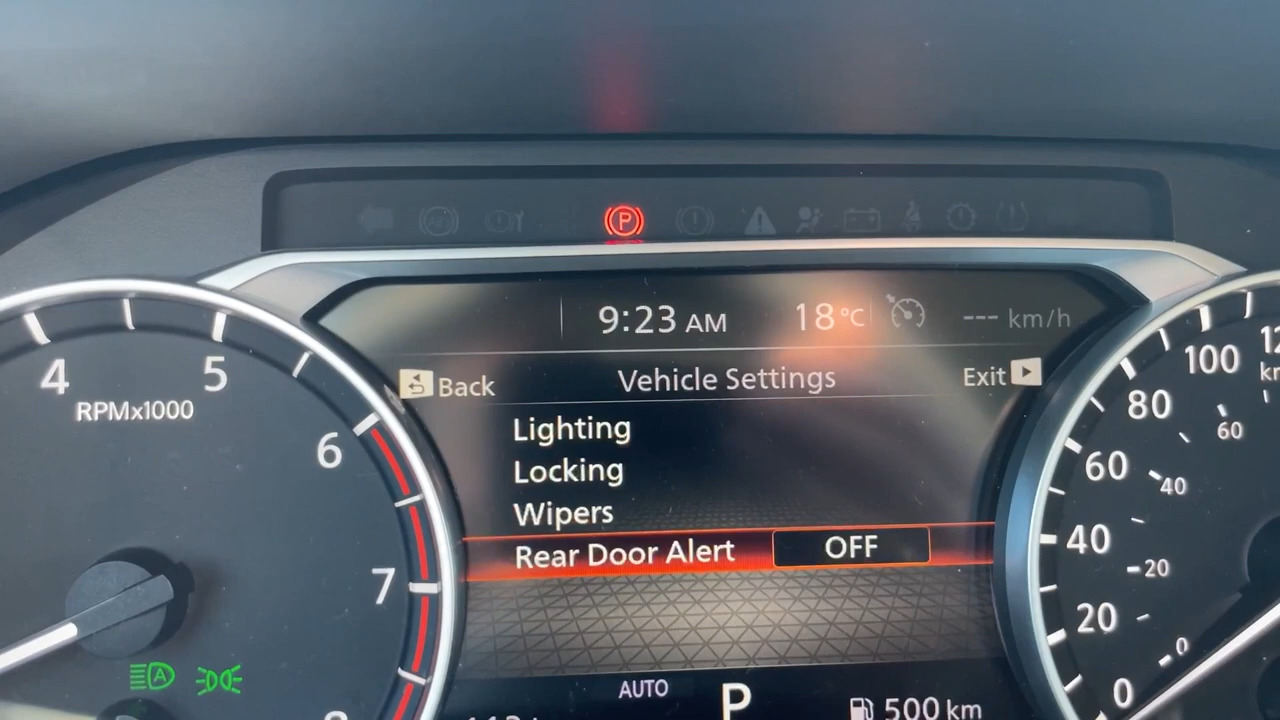 P
9:23 AM 18°C --- km/h
Back Vehicle Settings Exit
Lighting
Locking
Wipers
Rear Door Alert OFF
4 5 6 7
RPMx1000
100 80 60 40 20 0
60 40 20 0
A
AUTO P 500 km